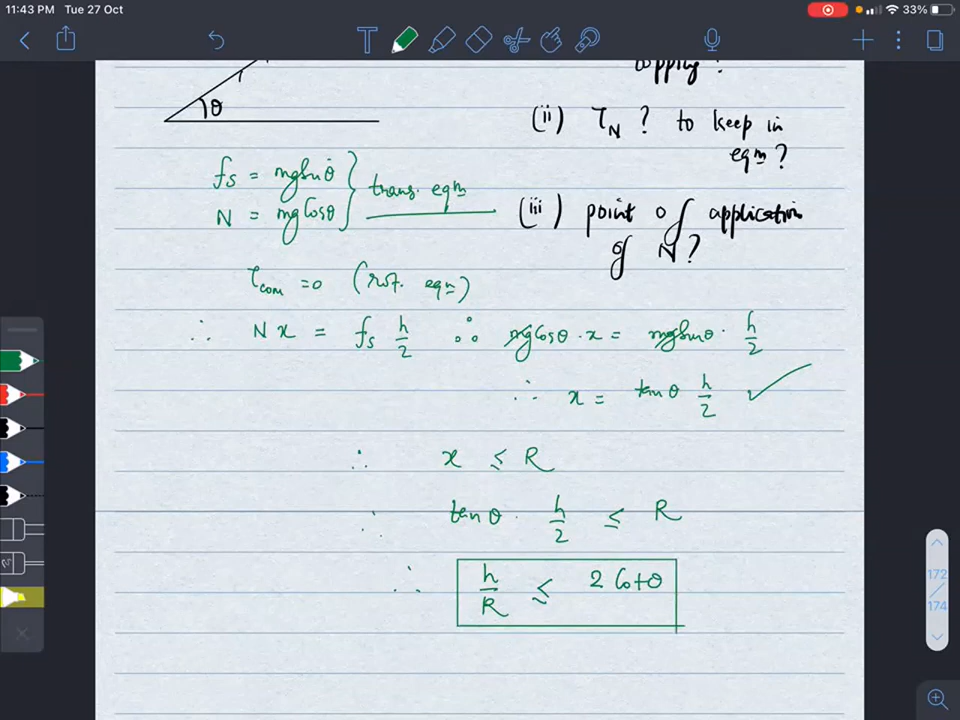 11:43 PM Tue 27 Oct
33%
T
θ
topping?
(ii) τN ? to keep in
eqm ?
fs = mg sinθ
N = mg Cosθ } trans. eqm
(iii) point of application
of N ?
τcom = 0 (rot. eqm)
∴ N x = fs h/2 ∴ mg Cosθ · x = mg sinθ · h/2
∴ x = tanθ h/2 ✓
∴ x ≤ R
∴ tanθ · h/2 ≤ R
∴ h/R ≤ 2 Cotθ
172
/
174